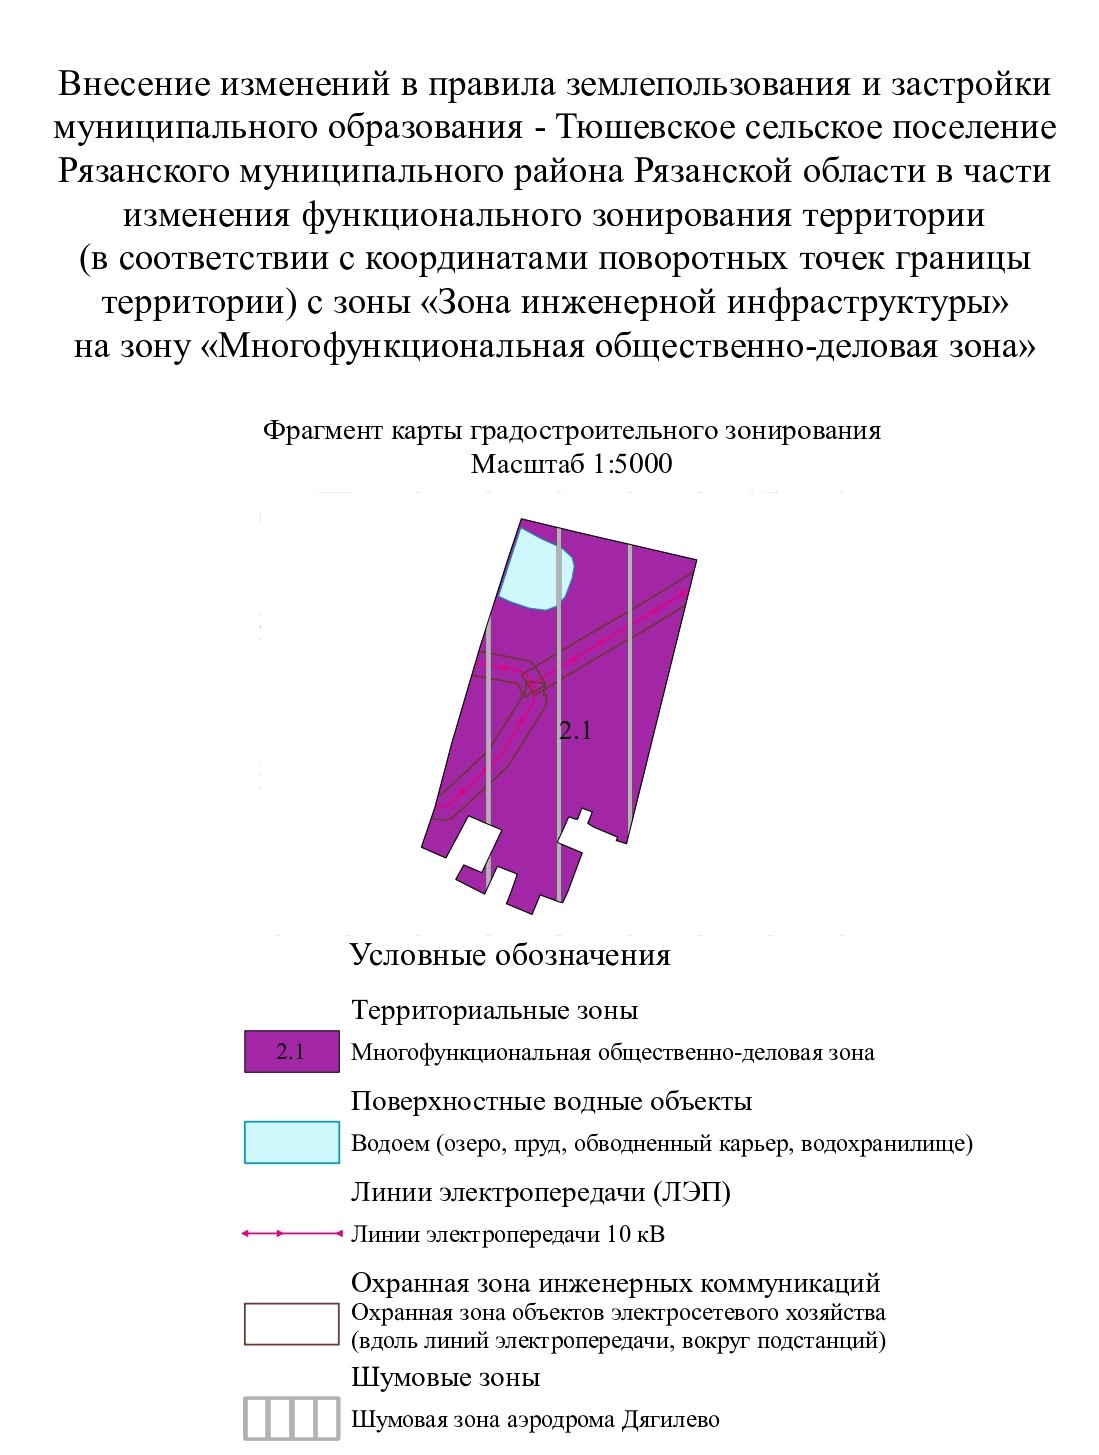 Внесение изменений в правила землепользования и застройки
муниципального образования - Тюшевское сельское поселение
Рязанского муниципального района Рязанской области в части
изменения функционального зонирования территории
(в соответствии с координатами поворотных точек границы
территории) с зоны «Зона инженерной инфраструктуры»
на зону «Многофункциональная общественно-деловая зона»
Фрагмент карты градостроительного зонирования
Масштаб 1:5000
2.1
Условные обозначения
Территориальные зоны
2.1 Многофункциональная общественно-деловая зона
Поверхностные водные объекты
Водоем (озеро, пруд, обводненный карьер, водохранилище)
Линии электропередачи (ЛЭП)
Линии электропередачи 10 кВ
Охранная зона инженерных коммуникаций
Охранная зона объектов электросетевого хозяйства
(вдоль линий электропередачи, вокруг подстанций)
Шумовые зоны
Шумовая зона аэродрома Дягилево